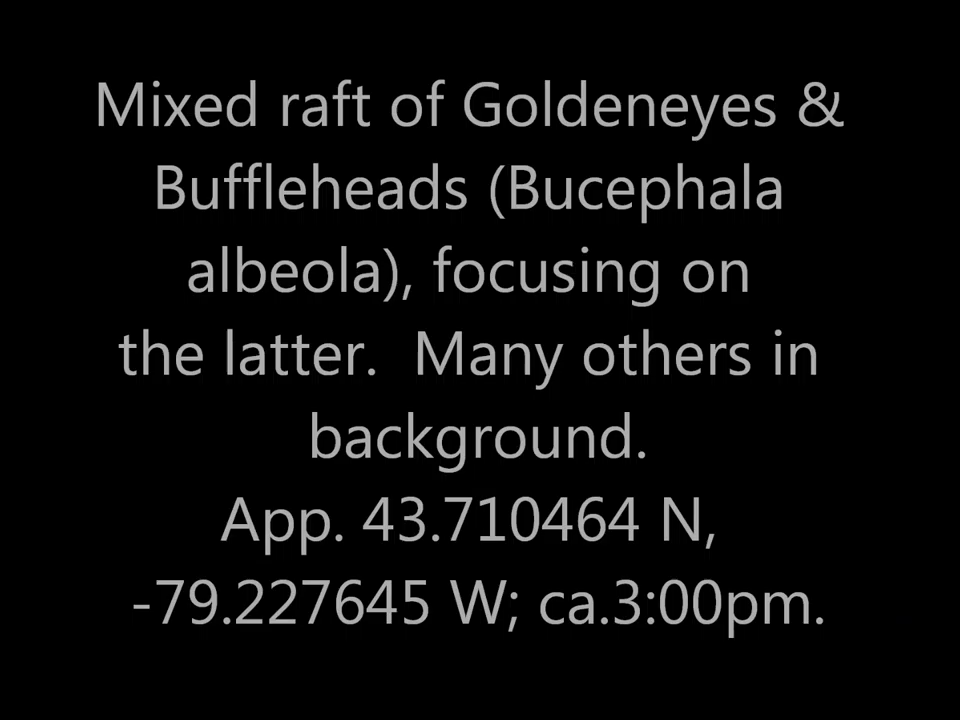 Mixed raft of Goldeneyes &
Buffleheads (Bucephala
albeola), focusing on
the latter.  Many others in
background.
App. 43.710464 N,
-79.227645 W; ca.3:00pm.